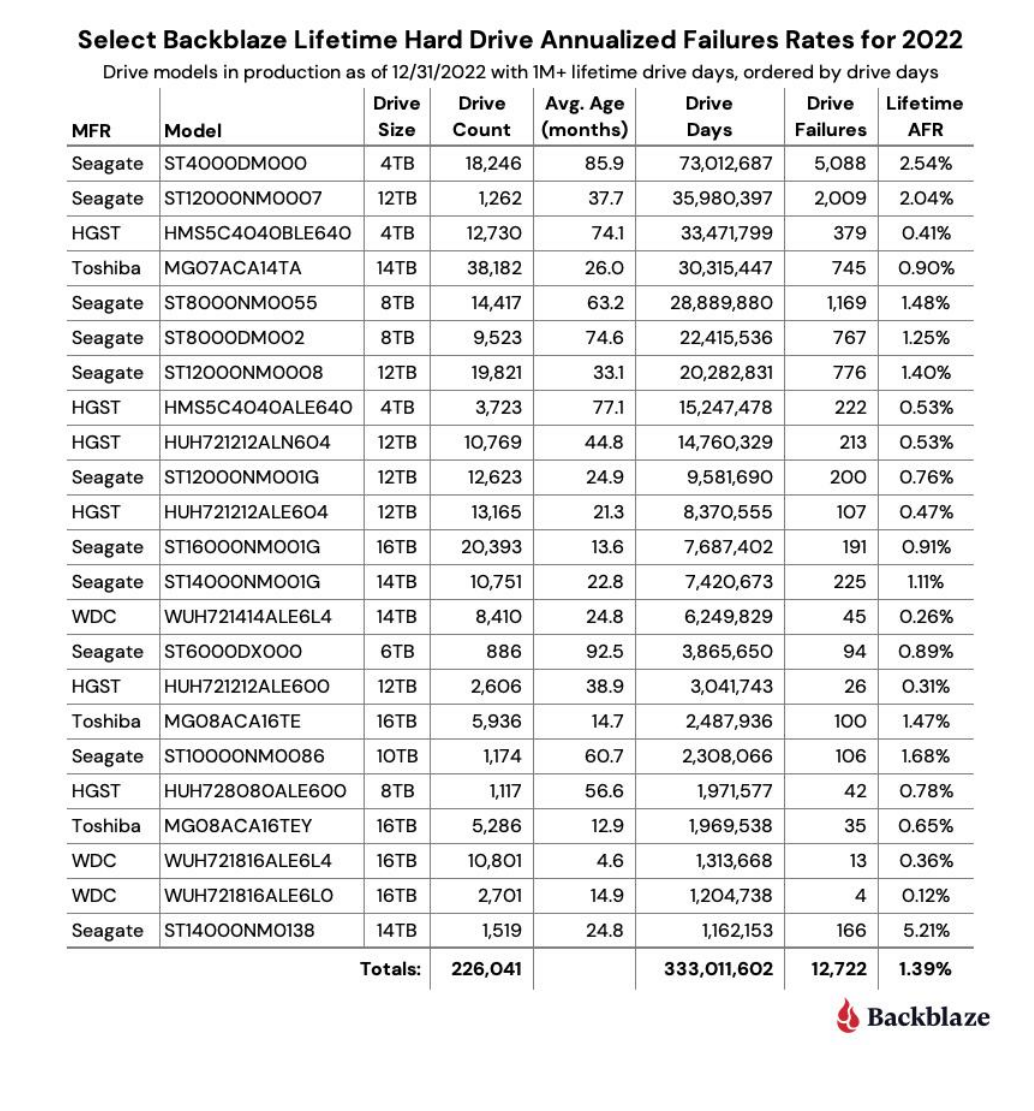 Select Backblaze Lifetime Hard Drive Annualized Failures Rates for 2022
Drive models in production as of 12/31/2022 with 1M+ lifetime drive days, ordered by drive days
MFR Model Drive Size Drive Count Avg. Age (months) Drive Days Drive Failures Lifetime AFR
Seagate ST4000DM000 4TB 18,246 85.9 73,012,687 5,088 2.54%
Seagate ST12000NM0007 12TB 1,262 37.7 35,980,397 2,009 2.04%
HGST HMS5C4040BLE640 4TB 12,730 74.1 33,471,799 379 0.41%
Toshiba MG07ACA14TA 14TB 38,182 26.0 30,315,447 745 0.90%
Seagate ST8000NM0055 8TB 14,417 63.2 28,889,880 1,169 1.48%
Seagate ST8000DM002 8TB 9,523 74.6 22,415,536 767 1.25%
Seagate ST12000NM0008 12TB 19,821 33.1 20,282,831 776 1.40%
HGST HMS5C4040ALE640 4TB 3,723 77.1 15,247,478 222 0.53%
HGST HUH721212ALN604 12TB 10,769 44.8 14,760,329 213 0.53%
Seagate ST12000NM001G 12TB 12,623 24.9 9,581,690 200 0.76%
HGST HUH721212ALE604 12TB 13,165 21.3 8,370,555 107 0.47%
Seagate ST16000NM001G 16TB 20,393 13.6 7,687,402 191 0.91%
Seagate ST14000NM001G 14TB 10,751 22.8 7,420,673 225 1.11%
WDC WUH721414ALE6L4 14TB 8,410 24.8 6,249,829 45 0.26%
Seagate ST6000DX000 6TB 886 92.5 3,865,650 94 0.89%
HGST HUH721212ALE600 12TB 2,606 38.9 3,041,743 26 0.31%
Toshiba MG08ACA16TE 16TB 5,936 14.7 2,487,936 100 1.47%
Seagate ST10000NM0086 10TB 1,174 60.7 2,308,066 106 1.68%
HGST HUH728080ALE600 8TB 1,117 56.6 1,971,577 42 0.78%
Toshiba MG08ACA16TEY 16TB 5,286 12.9 1,969,538 35 0.65%
WDC WUH721816ALE6L4 16TB 10,801 4.6 1,313,668 13 0.36%
WDC WUH721816ALE6L0 16TB 2,701 14.9 1,204,738 4 0.12%
Seagate ST14000NM0138 14TB 1,519 24.8 1,162,153 166 5.21%
Totals: 226,041 333,011,602 12,722 1.39%
Backblaze